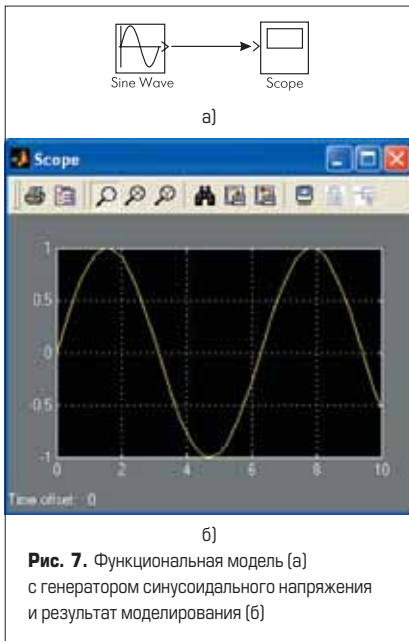 Sine Wave Scope
а)
Scope
1
0.5
0
-0.5
-1
0 2 4 6 8 10
Time offset: 0
б)
Рис. 7. Функциональная модель (а)
с генератором синусоидального напряжения
и результат моделирования (б)